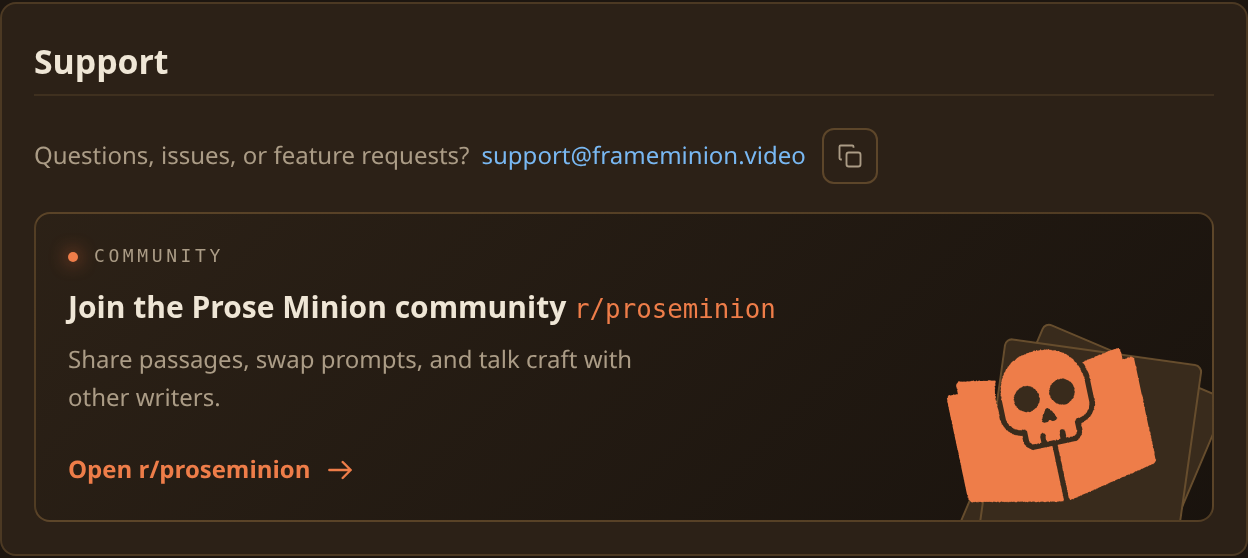 Support
Questions, issues, or feature requests? support@frameminion.video
COMMUNITY
Join the Prose Minion community r/proseminion
Share passages, swap prompts, and talk craft with
other writers.
Open r/proseminion →